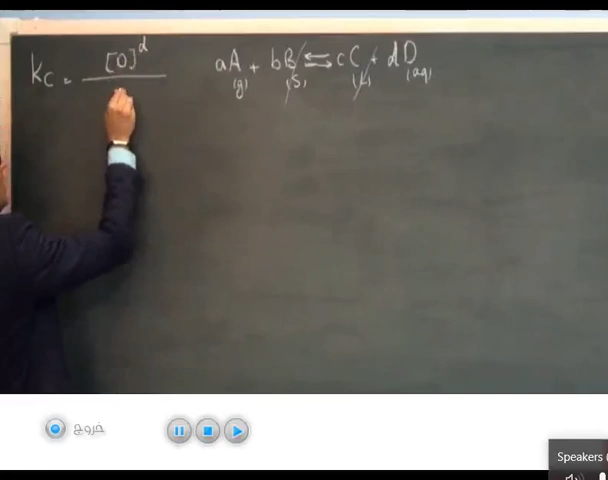 Kc = [D]^d / aA + bB ⇌ cC + dD
(g) (s) (l) (aq)
خروج
Speakers (